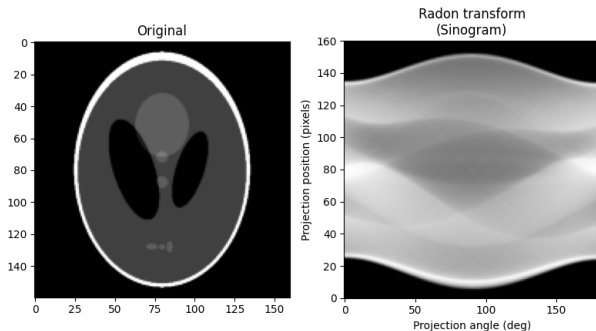 Original
0
20
40
60
80
100
120
140
0 25 50 75 100 125 150
Radon transform
(Sinogram)
160
140
120
100
80
60
40
20
0
0 50 100 150
Projection position (pixels)
Projection angle (deg)